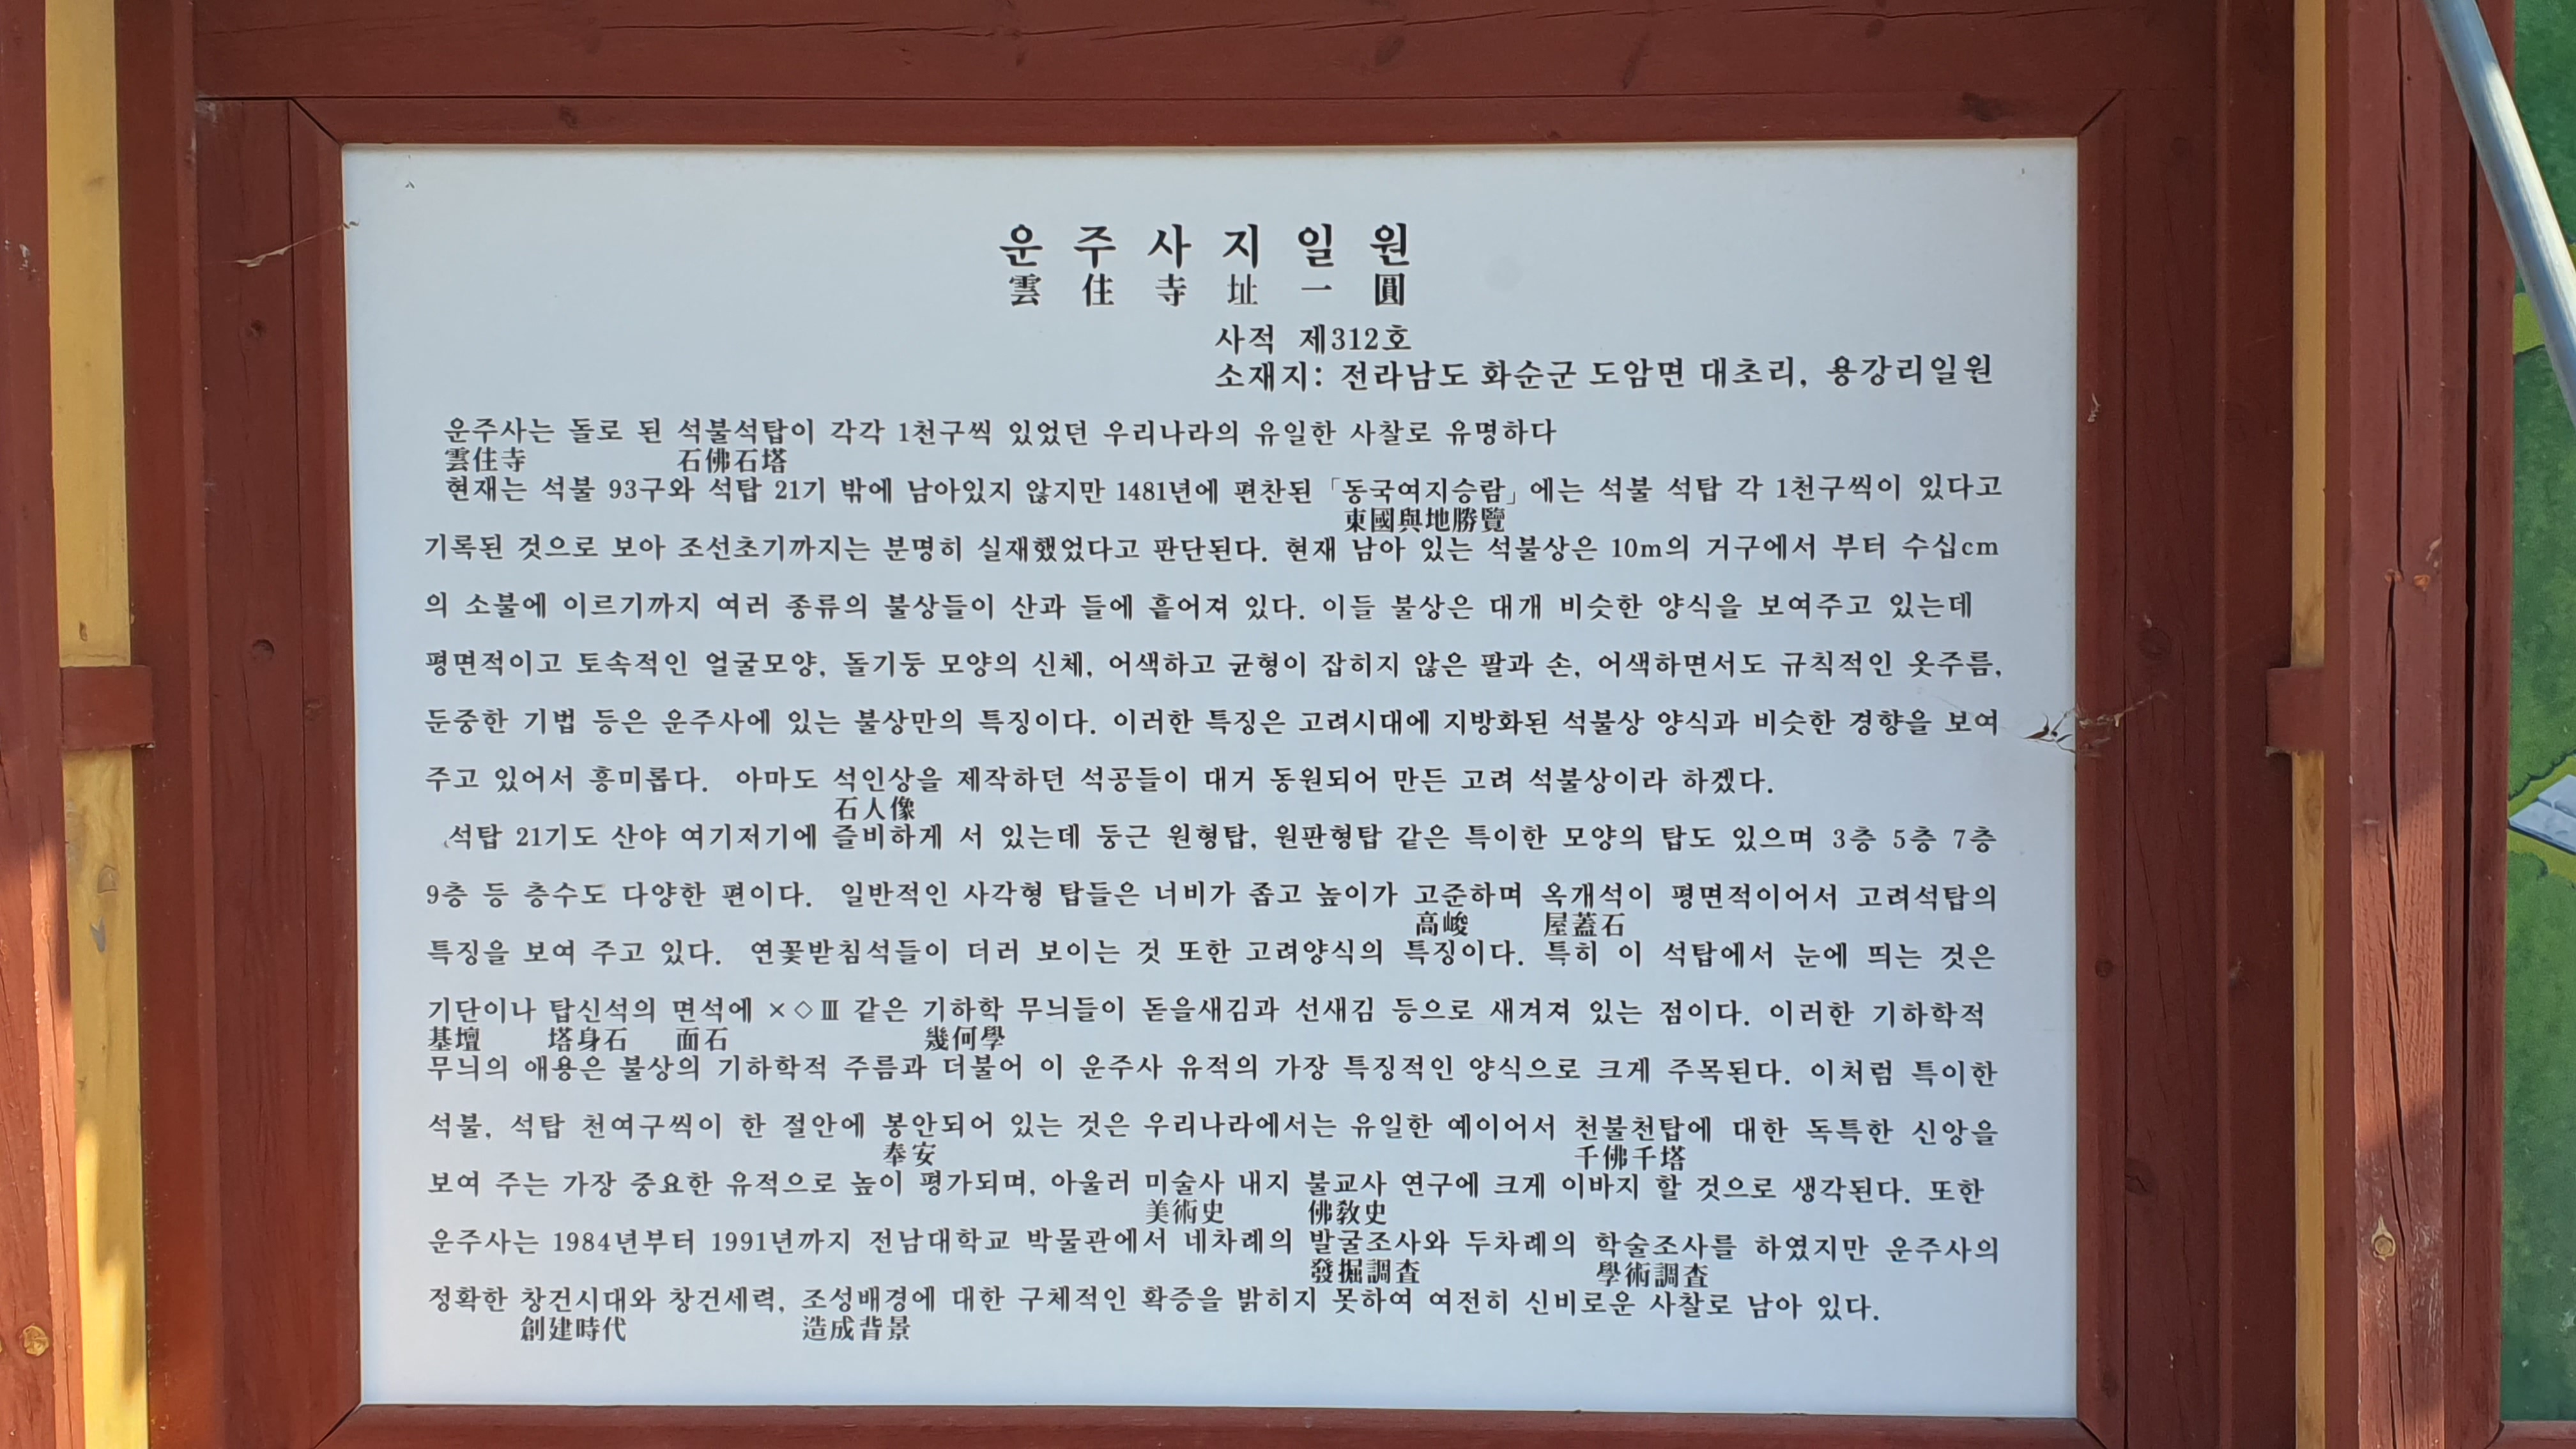 운주사지일원
雲住寺址一圓
사적 제312호
소재지: 전라남도 화순군 도암면 대초리, 용강리일원
운주사는 돌로 된 석불석탑이 각각 1천구씩 있었던 우리나라의 유일한 사찰로 유명하다
雲住寺 石佛石塔
현재는 석불 93구와 석탑 21기 밖에 남아있지 않지만 1481년에 편찬된 「동국여지승람」에는 석불 석탑 각 1천구씩이 있다고
東國與地勝覽
기록된 것으로 보아 조선초기까지는 분명히 실재했었다고 판단된다. 현재 남아 있는 석불상은 10m의 거구에서 부터 수십cm
의 소불에 이르기까지 여러 종류의 불상들이 산과 들에 흩어져 있다. 이들 불상은 대개 비슷한 양식을 보여주고 있는데
평면적이고 토속적인 얼굴모양, 돌기둥 모양의 신체, 어색하고 균형이 잡히지 않은 팔과 손, 어색하면서도 규칙적인 옷주름,
둔중한 기법 등은 운주사에 있는 불상만의 특징이다. 이러한 특징은 고려시대에 지방화된 석불상 양식과 비슷한 경향을 보여
주고 있어서 흥미롭다. 아마도 석인상을 제작하던 석공들이 대거 동원되어 만든 고려 석불상이라 하겠다.
石人像
석탑 21기도 산야 여기저기에 즐비하게 서 있는데 둥근 원형탑, 원판형탑 같은 특이한 모양의 탑도 있으며 3층 5층 7층
9층 등 층수도 다양한 편이다. 일반적인 사각형 탑들은 너비가 좁고 높이가 고준하며 옥개석이 평면적이어서 고려석탑의
高峻 屋蓋石
특징을 보여 주고 있다. 연꽃받침석들이 더러 보이는 것 또한 고려양식의 특징이다. 특히 이 석탑에서 눈에 띄는 것은
기단이나 탑신석의 면석에 ×◇Ⅲ 같은 기하학 무늬들이 돋을새김과 선새김 등으로 새겨져 있는 점이다. 이러한 기하학적
基壇 塔身石 面石 幾何學
무늬의 애용은 불상의 기하학적 주름과 더불어 이 운주사 유적의 가장 특징적인 양식으로 크게 주목된다. 이처럼 특이한
석불, 석탑 천여구씩이 한 절안에 봉안되어 있는 것은 우리나라에서는 유일한 예이어서 천불천탑에 대한 독특한 신앙을
奉安 千佛千塔
보여 주는 가장 중요한 유적으로 높이 평가되며, 아울러 미술사 내지 불교사 연구에 크게 이바지 할 것으로 생각된다. 또한
美術史 佛敎史
운주사는 1984년부터 1991년까지 전남대학교 박물관에서 네차례의 발굴조사와 두차례의 학술조사를 하였지만 운주사의
發掘調査 學術調査
정확한 창건시대와 창건세력, 조성배경에 대한 구체적인 확증을 밝히지 못하여 여전히 신비로운 사찰로 남아 있다.
創建時代 造成背景